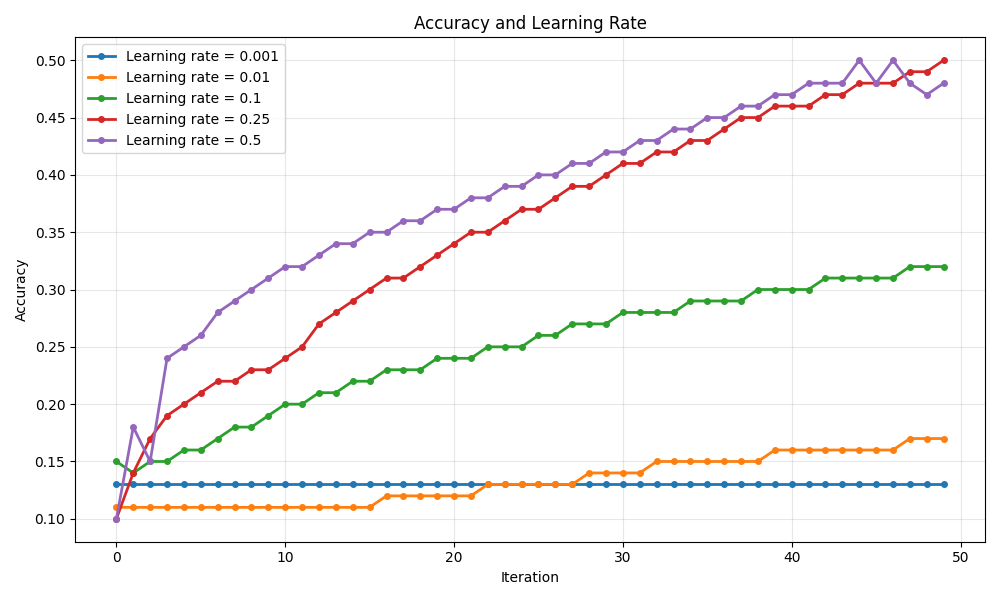 Accuracy and Learning Rate
Learning rate = 0.001
Learning rate = 0.01
Learning rate = 0.1
Learning rate = 0.25
Learning rate = 0.5
Accuracy
0.50
0.45
0.40
0.35
0.30
0.25
0.20
0.15
0.10
0 10 20 30 40 50
Iteration